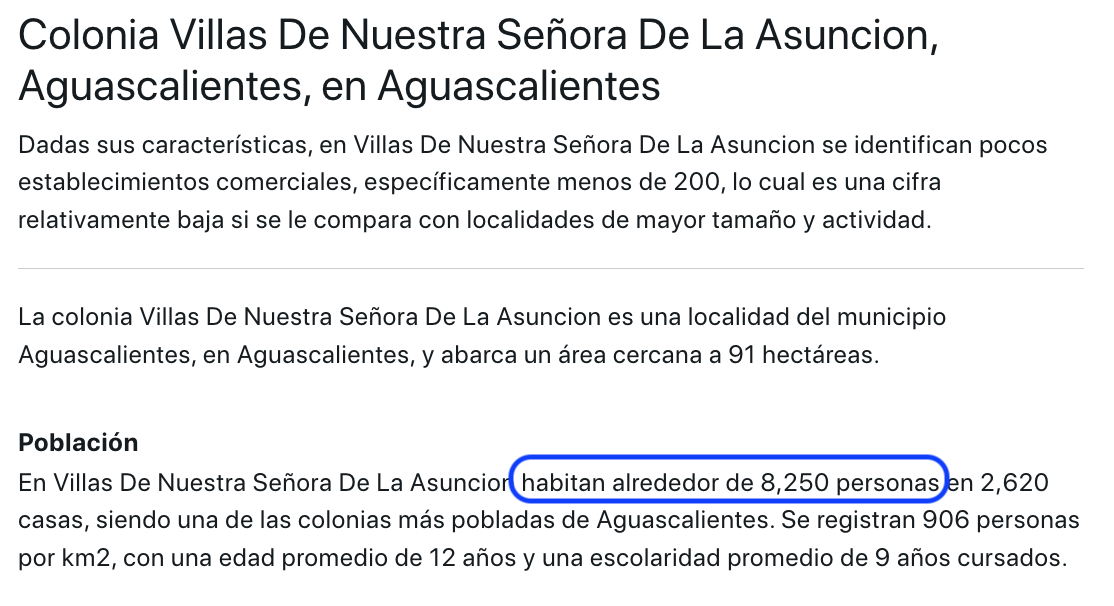 Colonia Villas De Nuestra Señora De La Asuncion,
Aguascalientes, en Aguascalientes
Dadas sus características, en Villas De Nuestra Señora De La Asuncion se identifican pocos
establecimientos comerciales, específicamente menos de 200, lo cual es una cifra
relativamente baja si se le compara con localidades de mayor tamaño y actividad.
La colonia Villas De Nuestra Señora De La Asuncion es una localidad del municipio
Aguascalientes, en Aguascalientes, y abarca un área cercana a 91 hectáreas.
Población
En Villas De Nuestra Señora De La Asuncion habitan alrededor de 8,250 personas en 2,620
casas, siendo una de las colonias más pobladas de Aguascalientes. Se registran 906 personas
por km2, con una edad promedio de 12 años y una escolaridad promedio de 9 años cursados.